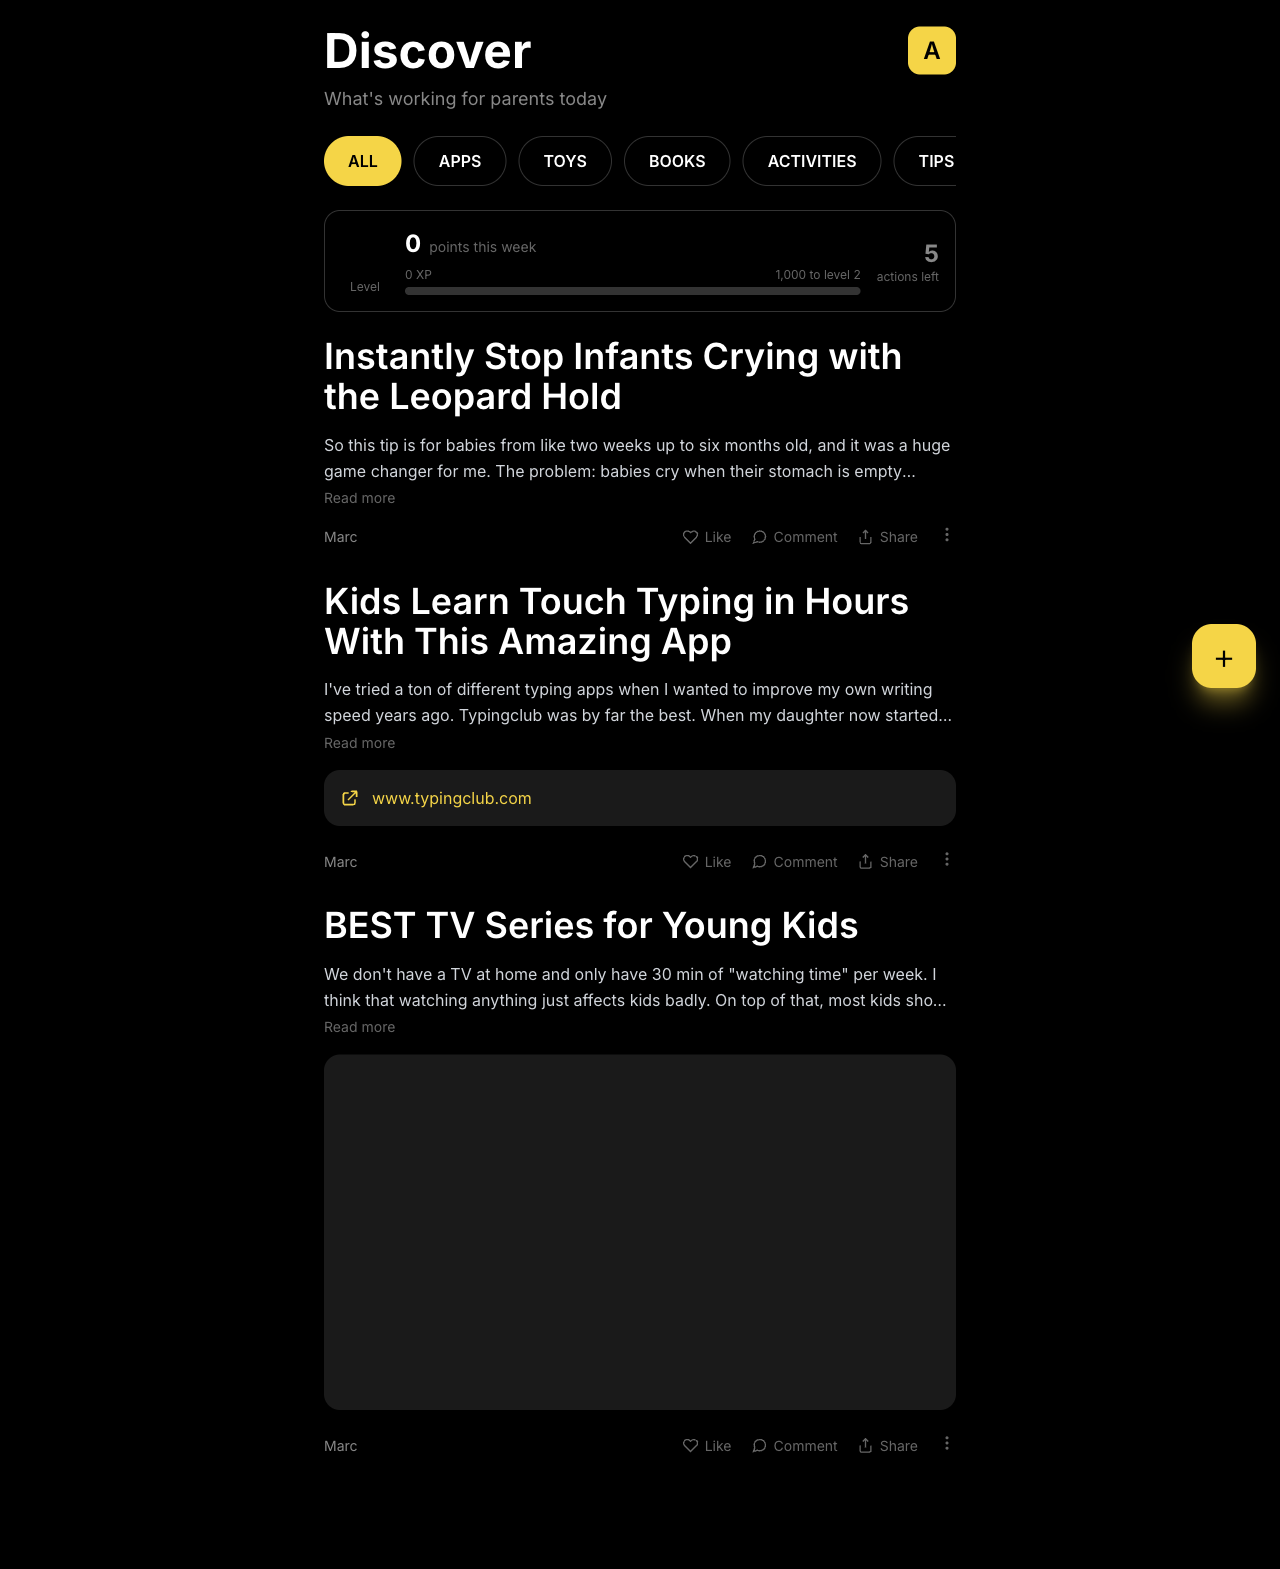 Discover
A
What's working for parents today
ALL APPS TOYS BOOKS ACTIVITIES TIPS
0 points this week
5
0 XP 1,000 to level 2
actions left
Level
Instantly Stop Infants Crying with
the Leopard Hold
So this tip is for babies from like two weeks up to six months old, and it was a huge
game changer for me. The problem: babies cry when their stomach is empty...
Read more
Marc Like Comment Share
Kids Learn Touch Typing in Hours
With This Amazing App
+
I've tried a ton of different typing apps when I wanted to improve my own writing
speed years ago. Typingclub was by far the best. When my daughter now started...
Read more
www.typingclub.com
Marc Like Comment Share
BEST TV Series for Young Kids
We don't have a TV at home and only have 30 min of "watching time" per week. I
think that watching anything just affects kids badly. On top of that, most kids sho...
Read more
Marc Like Comment Share